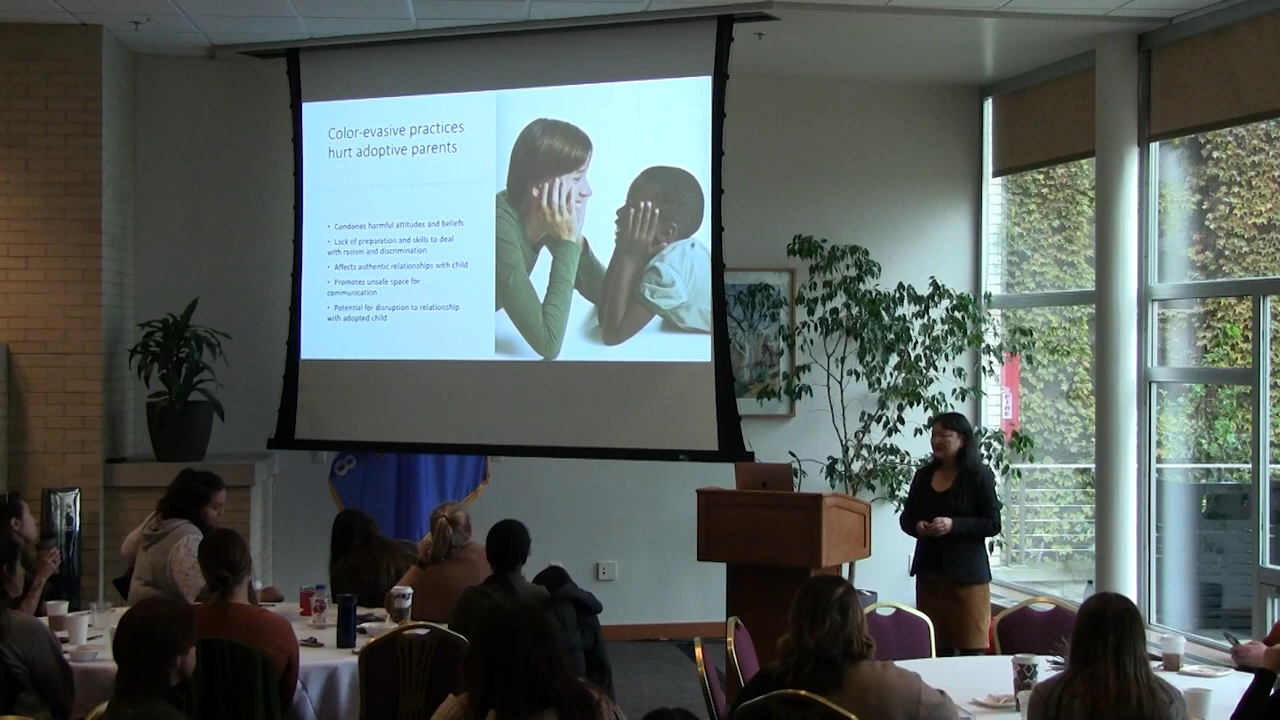 Color-evasive practices
hurt adoptive parents
• Condones harmful attitudes and beliefs
• Lack of preparation and skills to deal
with racism and discrimination
• Affects authentic relationships with child
• Promotes unsafe space for
communication
• Potential for disruption to relationship
with adopted child
FIRE